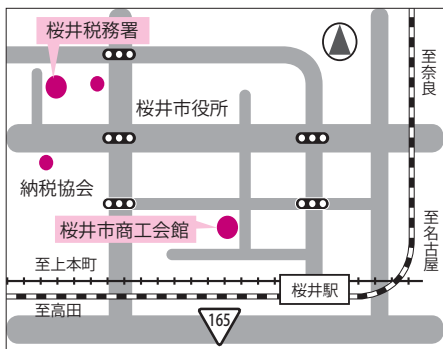 桜井税務署
至奈良
桜井市役所
納税協会
桜井市商工会館
至名古屋
至上本町
桜井駅
至高田
165